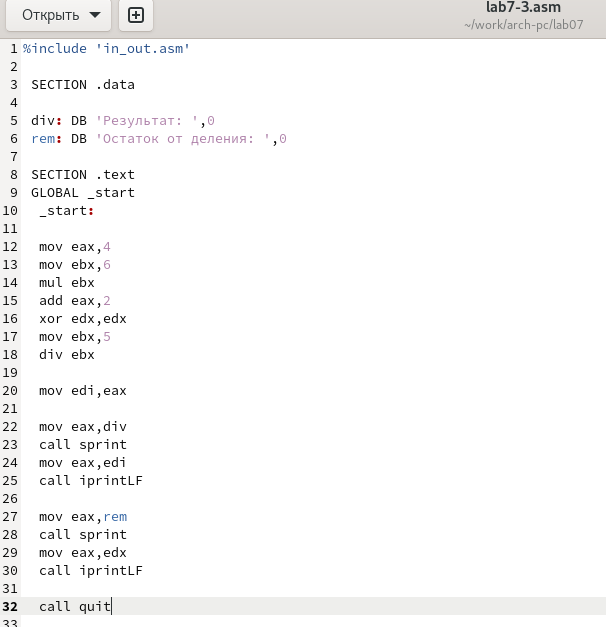 Открыть
lab7-3.asm
~/work/arch-pc/lab07
1 %include 'in_out.asm'
2
3 SECTION .data
4
5 div: DB 'Результат: ',0
6 rem: DB 'Остаток от деления: ',0
7
8 SECTION .text
9 GLOBAL _start
10 _start:
11
12 mov eax,4
13 mov ebx,6
14 mul ebx
15 add eax,2
16 xor edx,edx
17 mov ebx,5
18 div ebx
19
20 mov edi,eax
21
22 mov eax,div
23 call sprint
24 mov eax,edi
25 call iprintLF
26
27 mov eax,rem
28 call sprint
29 mov eax,edx
30 call iprintLF
31
32 call quit
33